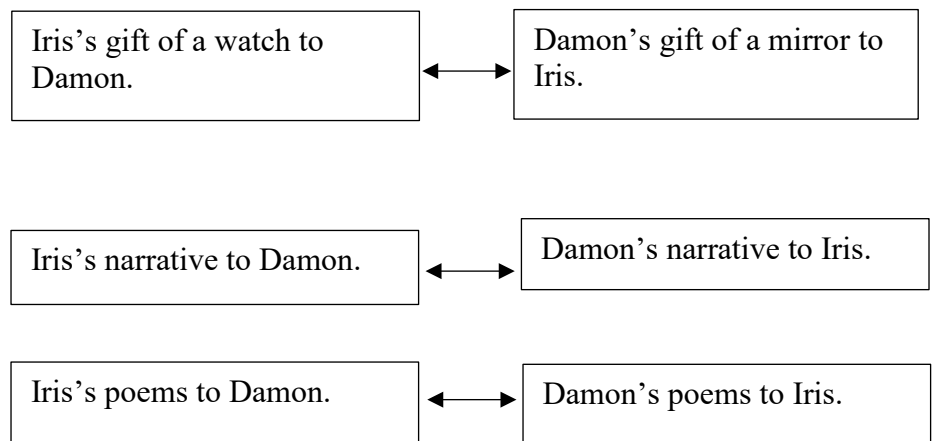 Iris’s gift of a watch to
Damon.
Damon’s gift of a mirror to
Iris.
Iris’s narrative to Damon.
Damon’s narrative to Iris.
Iris’s poems to Damon.
Damon’s poems to Iris.